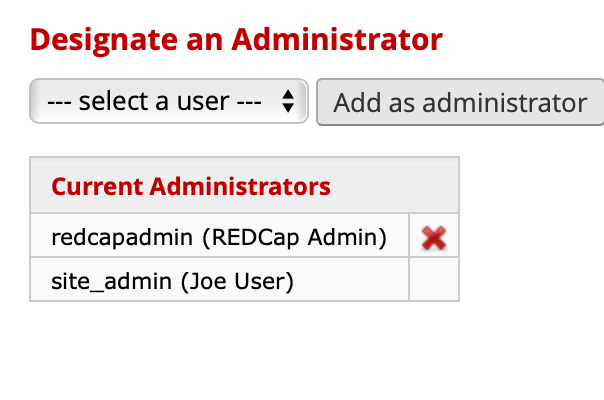 Designate an Administrator
--- select a user ---
Add as administrator
Current Administrators
redcapadmin (REDCap Admin)
site_admin (Joe User)